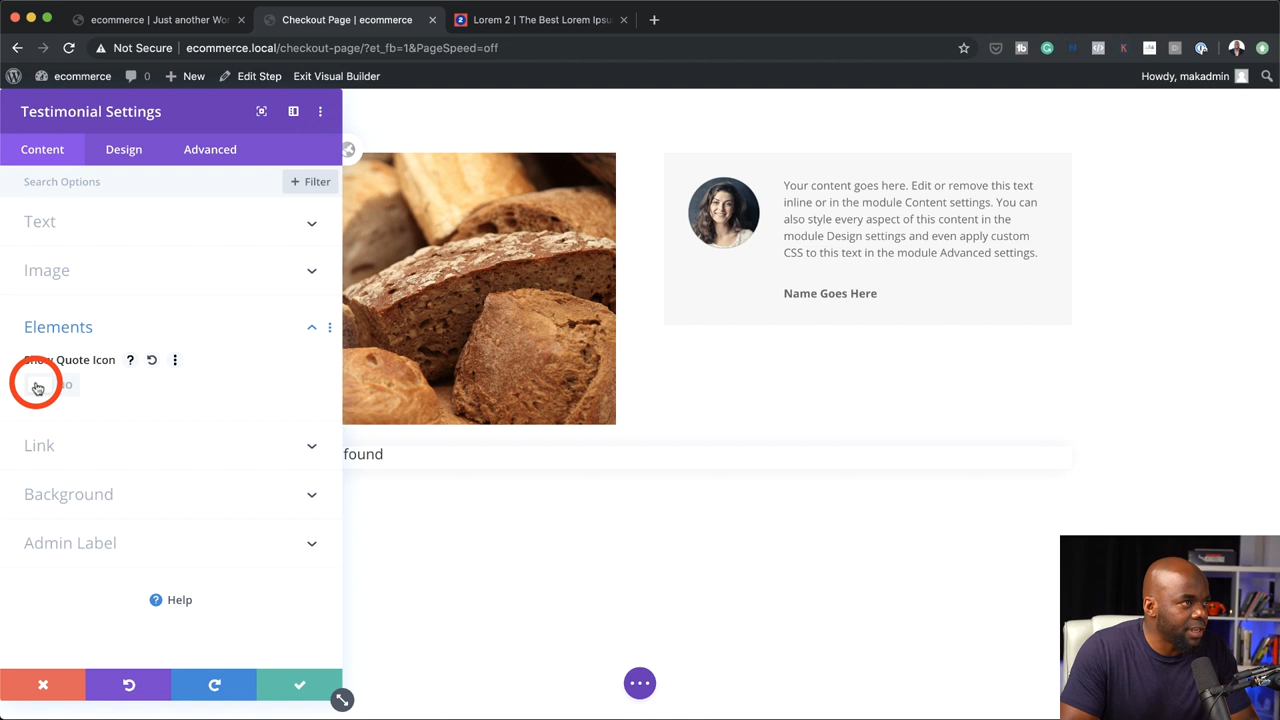 ecommerce | Just another Wor
Checkout Page | ecommerce
Lorem 2 | The Best Lorem Ipsu
Not Secure
ecommerce.local/checkout-page/?et_fb=1&PageSpeed=off
ecommerce
0
New
Edit Step
Exit Visual Builder
Howdy, makadmin
Testimonial Settings
Content
Design
Advanced
Search Options
+ Filter
Text
Image
Elements
Show Quote Icon
Link
Background
Admin Label
Help
Your content goes here. Edit or remove this text
inline or in the module Content settings. You can
also style every aspect of this content in the
module Design settings and even apply custom
CSS to this text in the module Advanced settings.
Name Goes Here
found